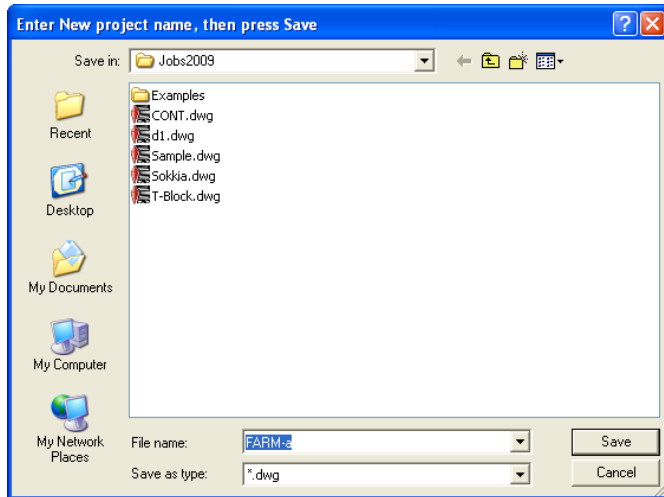 Enter New project name, then press Save
Save in:
Jobs2009
Recent
Desktop
My Documents
My Computer
My Network
Places
Examples
CONT.dwg
d1.dwg
Sample.dwg
Sokkia.dwg
T-Block.dwg
File name:
FARM-a
Save
Save as type:
*.dwg
Cancel